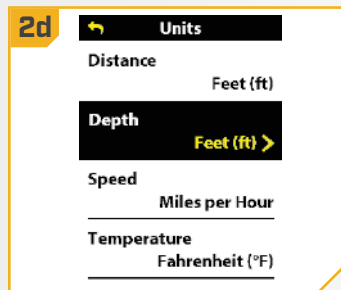 2d
Units
Distance
Feet (ft)
Depth
Feet (ft)
Speed
Miles per Hour
Temperature
Fahrenheit (°F)